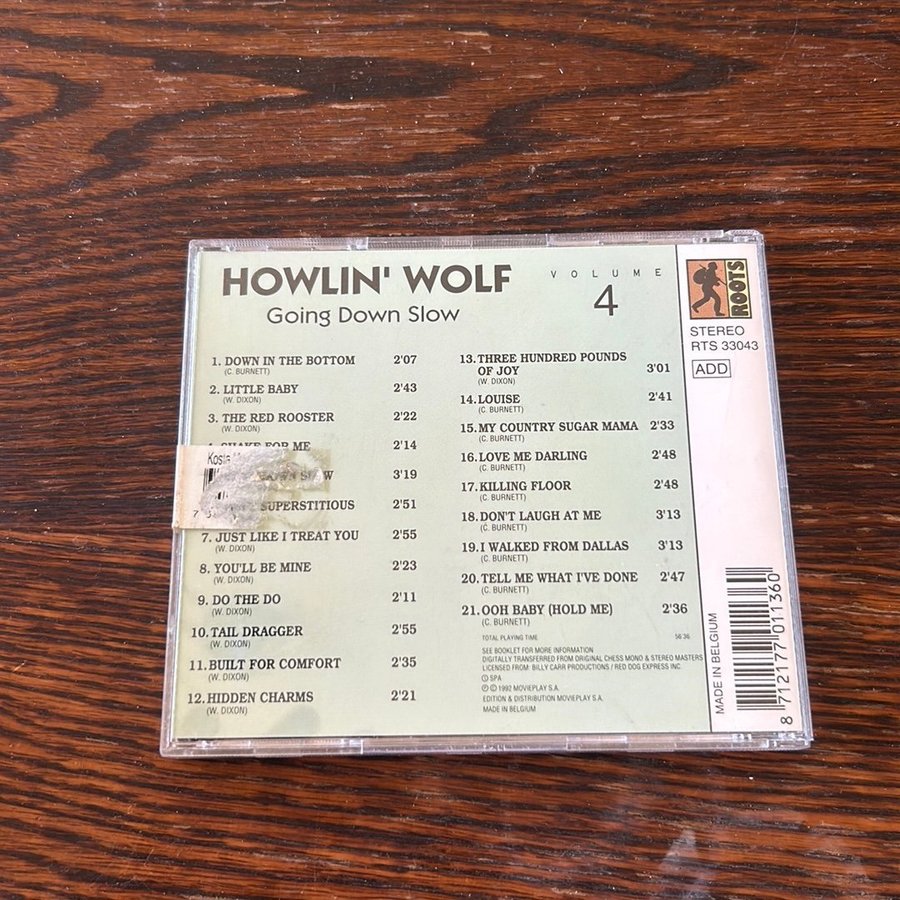 HOWLIN' WOLF
Going Down Slow
VOLUME
4
1. DOWN IN THE BOTTOM 2'07
(C. BURNETT)
2. LITTLE BABY 2'43
(W. DIXON)
3. THE RED ROOSTER 2'22
(W. DIXON)
SHAKE FOR ME 2'14
DOWN SLOW 3'19
SUPERSTITIOUS 2'51
7. JUST LIKE I TREAT YOU 2'55
(W. DIXON)
8. YOU'LL BE MINE 2'23
(W. DIXON)
9. DO THE DO 2'11
(W. DIXON)
10. TAIL DRAGGER 2'55
(W. DIXON)
11. BUILT FOR COMFORT 2'35
(W. DIXON)
12. HIDDEN CHARMS 2'21
(W. DIXON)
13. THREE HUNDRED POUNDS
OF JOY 3'01
(W. DIXON)
14. LOUISE 2'41
(C. BURNETT)
15. MY COUNTRY SUGAR MAMA 2'33
(C. BURNETT)
16. LOVE ME DARLING 2'48
(C. BURNETT)
17. KILLING FLOOR 2'48
(C. BURNETT)
18. DON'T LAUGH AT ME 3'13
(C. BURNETT)
19. I WALKED FROM DALLAS 3'13
(C. BURNETT)
20. TELL ME WHAT I'VE DONE 2'47
(C. BURNETT)
21. OOH BABY (HOLD ME) 2'36
(C. BURNETT)
TOTAL PLAYING TIME 56'36
SEE BOOKLET FOR MORE INFORMATION
DIGITALLY TRANSFERRED FROM ORIGINAL CHESS MONO & STEREO MASTERS
LICENSED FROM: BILLY CARR PRODUCTIONS / RED DOG EXPRESS INC.
Ⓘ SPA
Ⓟ © 1992 MOVIEPLAY S.A.
EDITION & DISTRIBUTION MOVIEPLAY S.A.
MADE IN BELGIUM
ROOTS
STEREO
RTS 33043
ADD
MADE IN BELGIUM
8 712177 011360